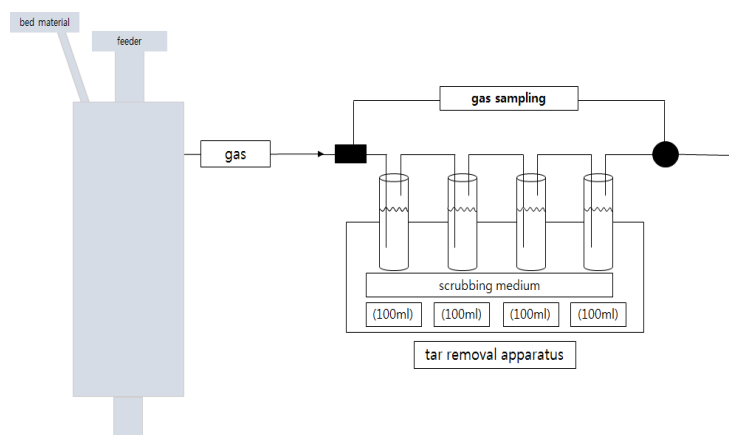 bed material
feeder
gas sampling
gas
scrubbing medium
(100ml) (100ml) (100ml) (100ml)
tar removal apparatus